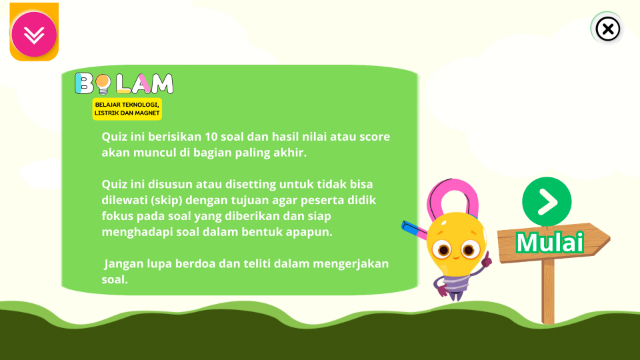 BOLAM
BELAJAR TEKNOLOGI,
LISTRIK DAN MAGNET
Quiz ini berisikan 10 soal dan hasil nilai atau score
akan muncul di bagian paling akhir.
Quiz ini disusun atau disetting untuk tidak bisa
dilewati (skip) dengan tujuan agar peserta didik
fokus pada soal yang diberikan dan siap
menghadapi soal dalam bentuk apapun.
Jangan lupa berdoa dan teliti dalam mengerjakan
soal.
Mulai